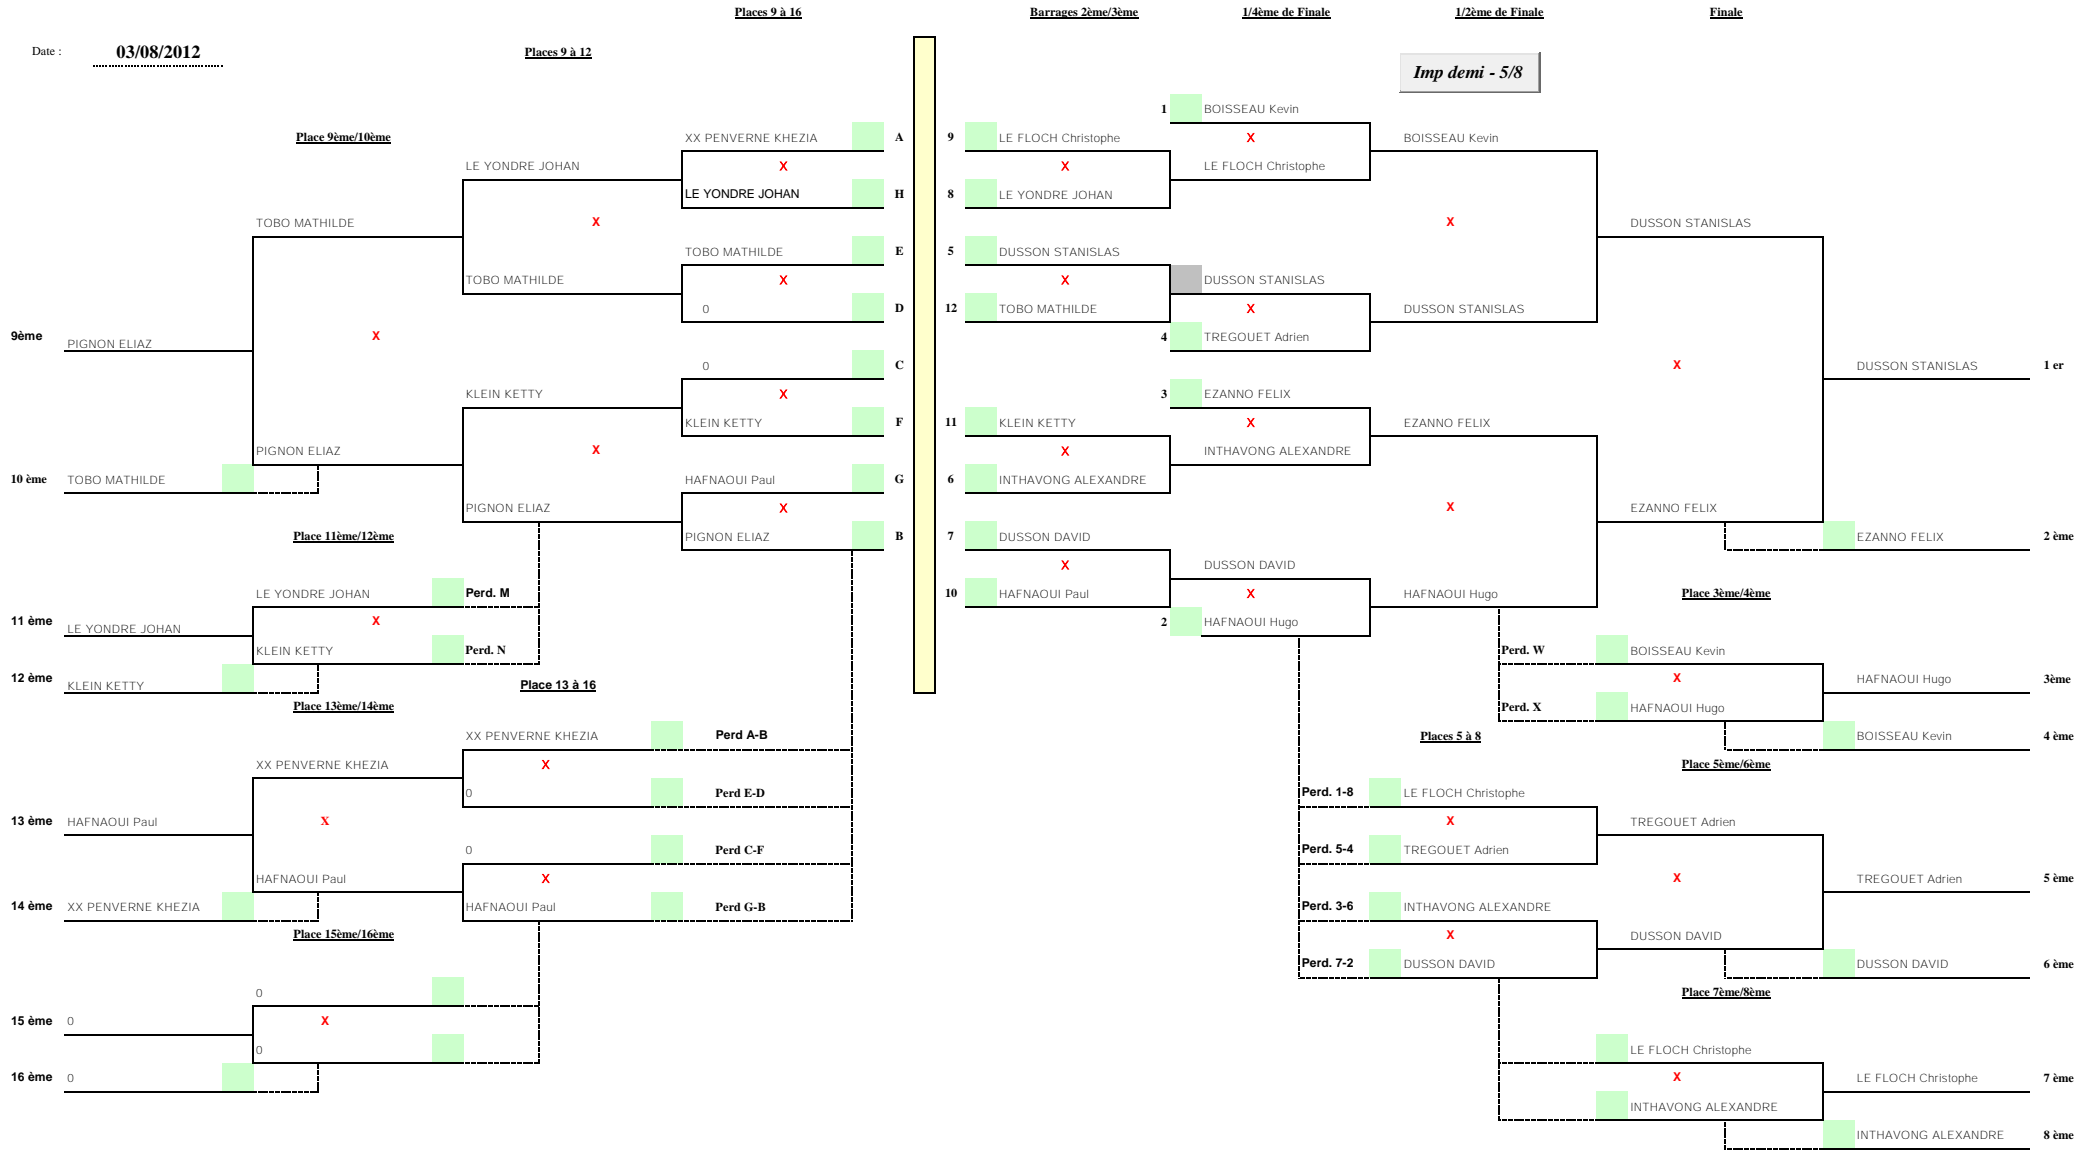 Places 9 à 16
Barrages 2ème/3ème
1/4ème de Finale
1/2ème de Finale
Finale
Date :
03/08/2012
Places 9 à 12
Imp demi - 5/8
Place 9ème/10ème
XX PENVERNE KHEZIA
A
X
LE YONDRE JOHAN
LE YONDRE JOHAN
H
TOBO MATHILDE
X
TOBO MATHILDE
E
TOBO MATHILDE
X
0
D
9ème
PIGNON ELIAZ
X
0
C
KLEIN KETTY
X
KLEIN KETTY
F
PIGNON ELIAZ
X
10 ème
TOBO MATHILDE
HAFNAOUI Paul
G
PIGNON ELIAZ
X
PIGNON ELIAZ
B
Place 11ème/12ème
LE YONDRE JOHAN
Perd. M
11 ème
LE YONDRE JOHAN
X
KLEIN KETTY
Perd. N
12 ème
KLEIN KETTY
Place 13 à 16
Place 13ème/14ème
XX PENVERNE KHEZIA
Perd A-B
XX PENVERNE KHEZIA
X
0
Perd E-D
13 ème
HAFNAOUI Paul
X
0
Perd C-F
HAFNAOUI Paul
X
14 ème
XX PENVERNE KHEZIA
HAFNAOUI Paul
Perd G-B
Place 15ème/16ème
0
15 ème
0
X
0
16 ème
0
1
BOISSEAU Kevin
9
LE FLOCH Christophe
X
BOISSEAU Kevin
X
LE FLOCH Christophe
8
LE YONDRE JOHAN
X
DUSSON STANISLAS
5
DUSSON STANISLAS
X
DUSSON STANISLAS
12
TOBO MATHILDE
X
DUSSON STANISLAS
4
TREGOUET Adrien
X
DUSSON STANISLAS
1 er
3
EZANNO FELIX
11
KLEIN KETTY
X
EZANNO FELIX
X
INTHAVONG ALEXANDRE
6
INTHAVONG ALEXANDRE
X
EZANNO FELIX
7
DUSSON DAVID
EZANNO FELIX
2 ème
X
DUSSON DAVID
10
HAFNAOUI Paul
X
HAFNAOUI Hugo
Place 3ème/4ème
2
HAFNAOUI Hugo
Perd. W
BOISSEAU Kevin
X
HAFNAOUI Hugo
3ème
Perd. X
HAFNAOUI Hugo
Places 5 à 8
BOISSEAU Kevin
4 ème
Place 5ème/6ème
Perd. 1-8
LE FLOCH Christophe
X
TREGOUET Adrien
Perd. 5-4
TREGOUET Adrien
X
TREGOUET Adrien
5 ème
Perd. 3-6
INTHAVONG ALEXANDRE
X
DUSSON DAVID
Perd. 7-2
DUSSON DAVID
DUSSON DAVID
6 ème
Place 7ème/8ème
LE FLOCH Christophe
X
LE FLOCH Christophe
7 ème
INTHAVONG ALEXANDRE
INTHAVONG ALEXANDRE
8 ème